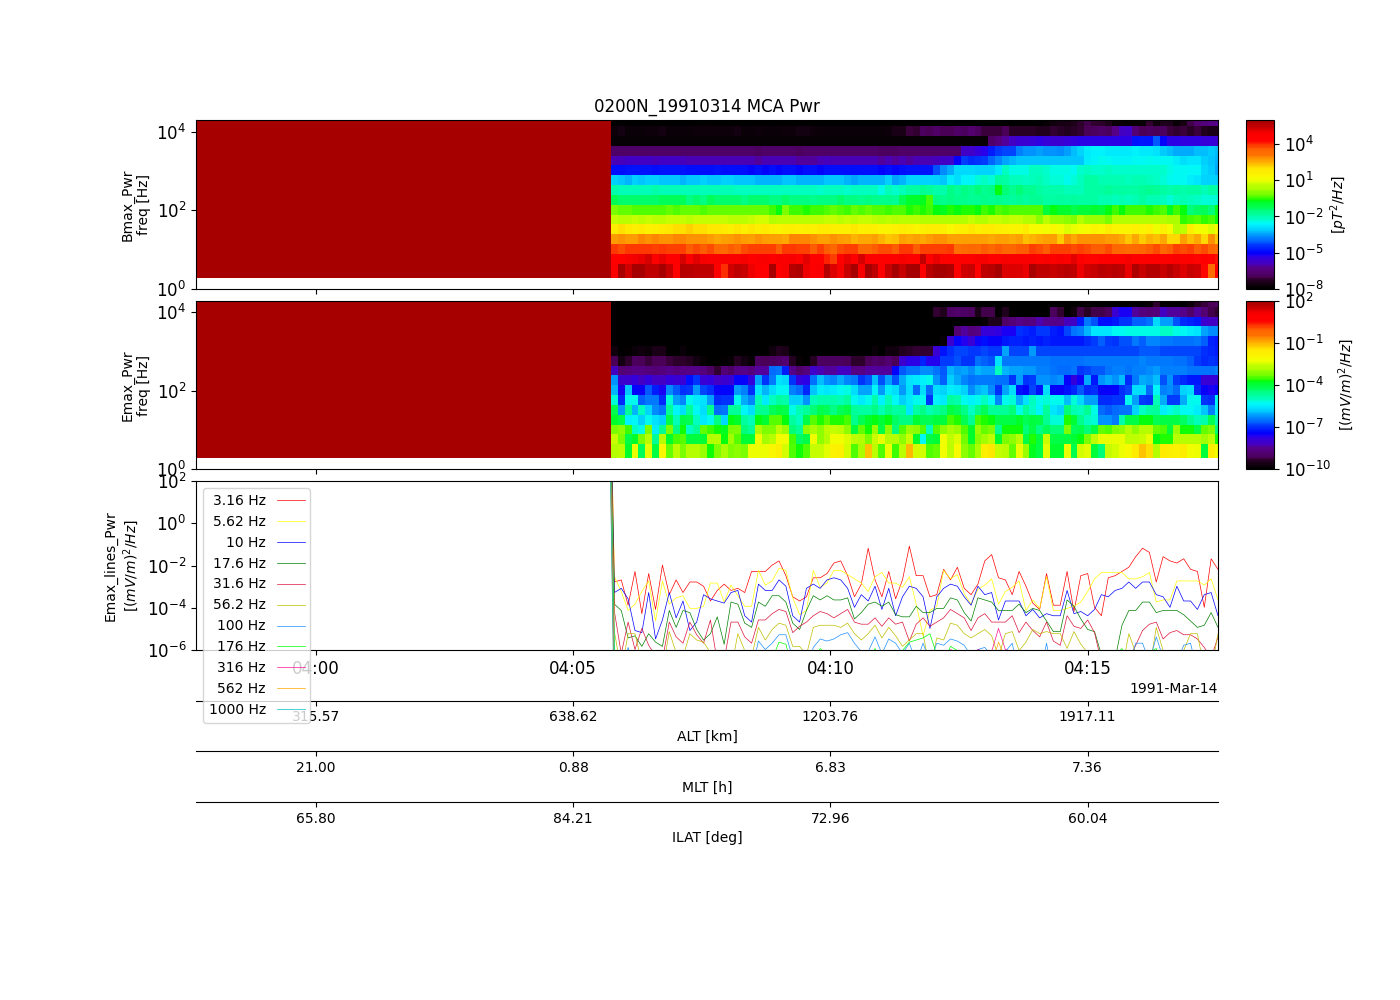 0200N_19910314 MCA Pwr
Bmax_Pwr
freq [Hz]
10^4
10^2
10^0
10^4
10^1
10^-2
10^-5
10^-8
[pT^2/Hz]
Emax_Pwr
freq [Hz]
10^4
10^2
10^0
10^2
10^-1
10^-4
10^-7
10^-10
[(mV/m)^2/Hz]
Emax_lines_Pwr
[(mV/m)^2/Hz]
10^2
10^0
10^-2
10^-4
10^-6
3.16 Hz
5.62 Hz
10 Hz
17.6 Hz
31.6 Hz
56.2 Hz
100 Hz
176 Hz
316 Hz
562 Hz
1000 Hz
04:00 04:05 04:10 04:15
1991-Mar-14
315.57 638.62 1203.76 1917.11
ALT [km]
21.00 0.88 6.83 7.36
MLT [h]
65.80 84.21 72.96 60.04
ILAT [deg]